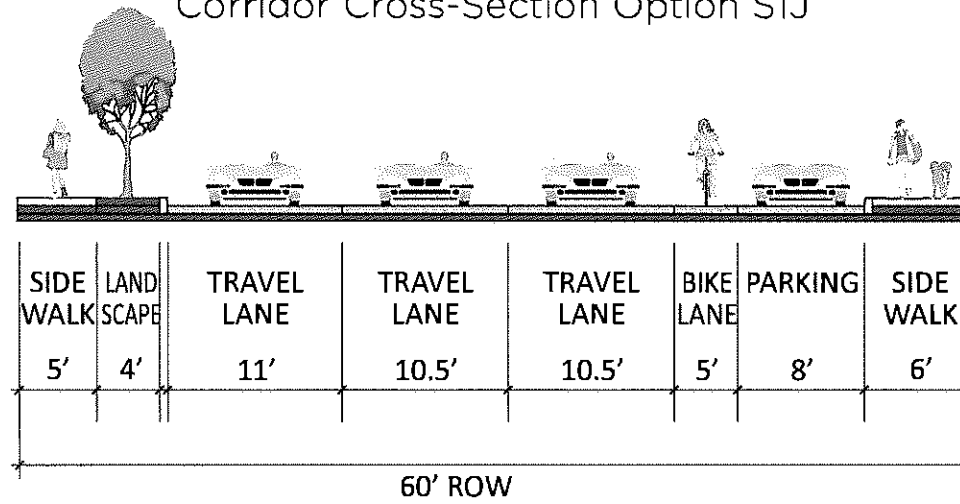 Corridor Cross-Section Option S1J
SIDE
WALK
5'
LAND
SCAPE
4'
TRAVEL
LANE
11'
TRAVEL
LANE
10.5'
TRAVEL
LANE
10.5'
BIKE
LANE
5'
PARKING
8'
SIDE
WALK
6'
60' ROW